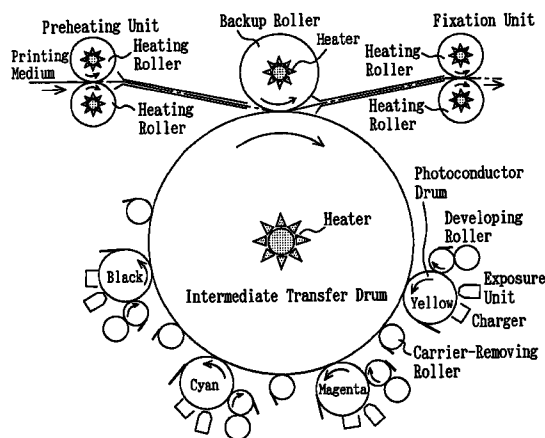 Preheating Unit
Heating
Roller
Printing
Medium
Heating
Roller
Backup Roller
Heater
Fixation Unit
Heating
Roller
Heating
Roller
Photoconductor
Drum
Developing
Roller
Heater
Intermediate Transfer Drum
Black
Yellow
Exposure
Unit
Charger
Carrier-Removing
Roller
Cyan
Magenta